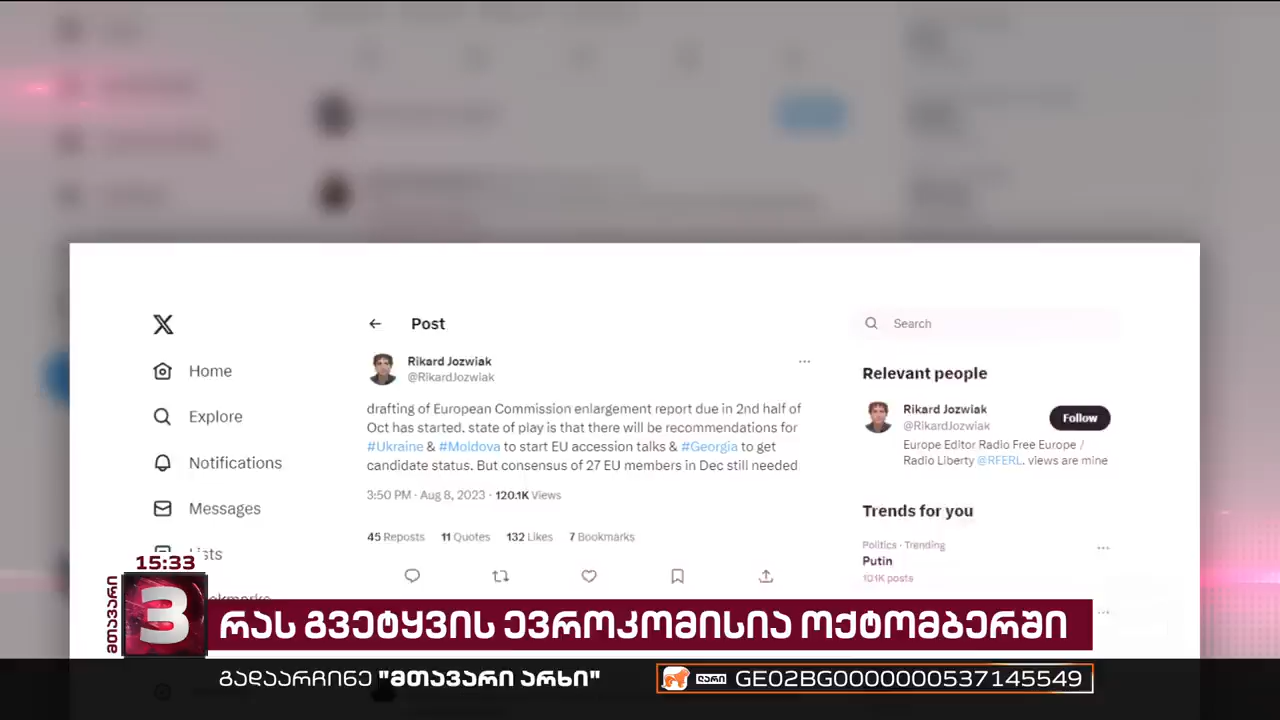 Post
Search
Rikard Jozwiak
@RikardJozwiak
drafting of European Commission enlargement report due in 2nd half of
Oct has started. state of play is that there will be recommendations for
#Ukraine & #Moldova to start EU accession talks & #Georgia to get
candidate status. But consensus of 27 EU members in Dec still needed
3:50 PM · Aug 8, 2023 · 120.1K Views
45 Reposts 11 Quotes 132 Likes 7 Bookmarks
Home
Explore
Notifications
Messages
Lists
Relevant people
Rikard Jozwiak
@RikardJozwiak
Follow
Europe Editor Radio Free Europe /
Radio Liberty @RFERL. views are mine
Trends for you
Politics · Trending
Putin
101K posts
15:33
მთავარი
3
რას გვეტყვის ევროკომისია ოქტომბერში
გადაარჩინე "მთავარი არხი"
ლარი GE02BG0000000537145549